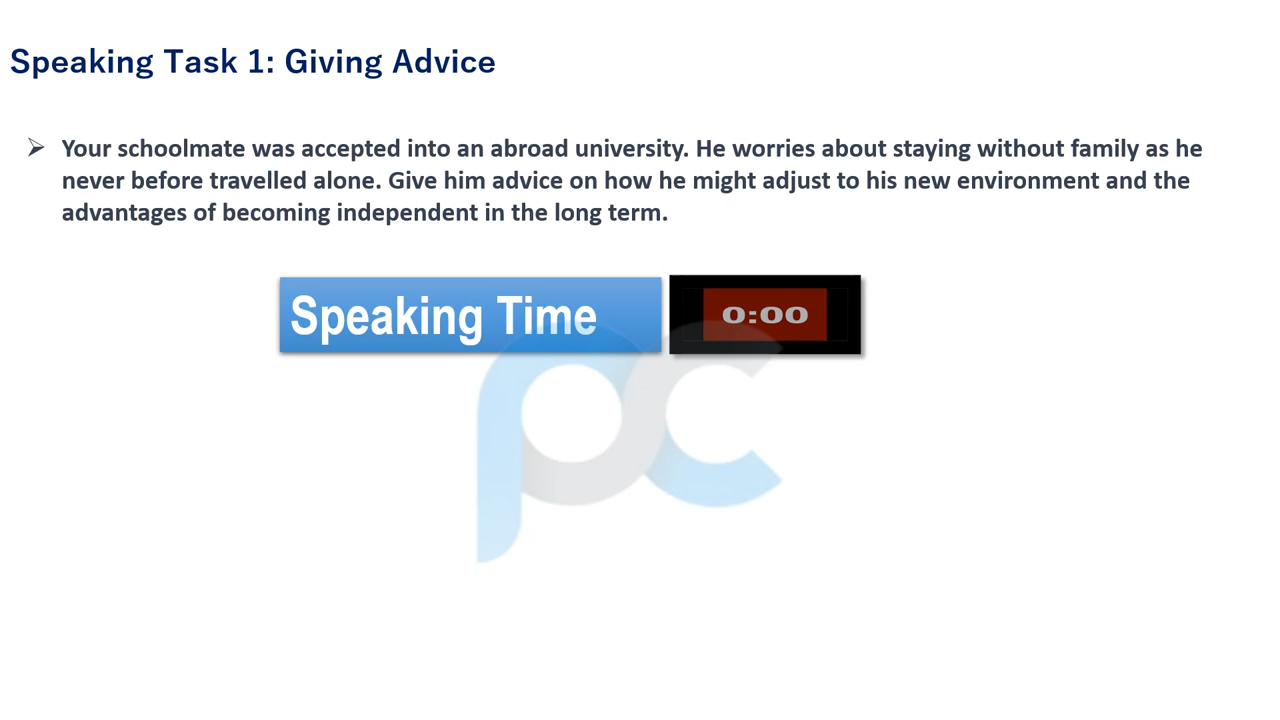 Speaking Task 1: Giving Advice
Your schoolmate was accepted into an abroad university. He worries about staying without family as he
never before travelled alone. Give him advice on how he might adjust to his new environment and the
advantages of becoming independent in the long term.
Speaking Time
0:00
pc